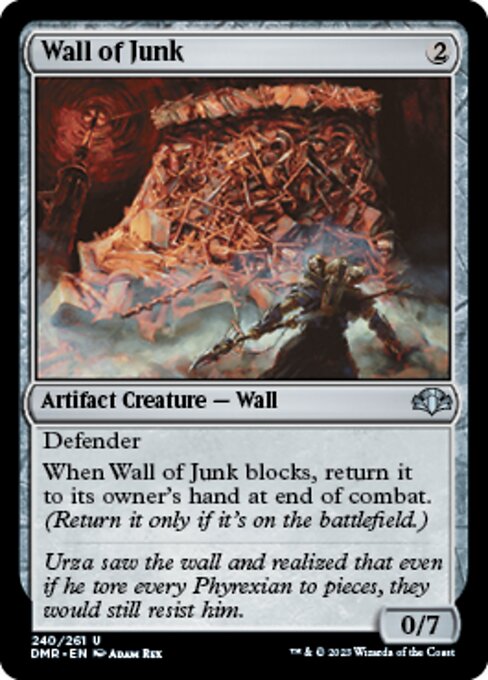 Wall of Junk 2
Artifact Creature — Wall
Defender
When Wall of Junk blocks, return it
to its owner's hand at end of combat.
(Return it only if it's on the battlefield.)
Urza saw the wall and realized that even
if he tore every Phyrexian to pieces, they
would still resist him.
0/7
240/261 U
DMR • EN Adam Rex
™ & © 2023 Wizards of the Coast